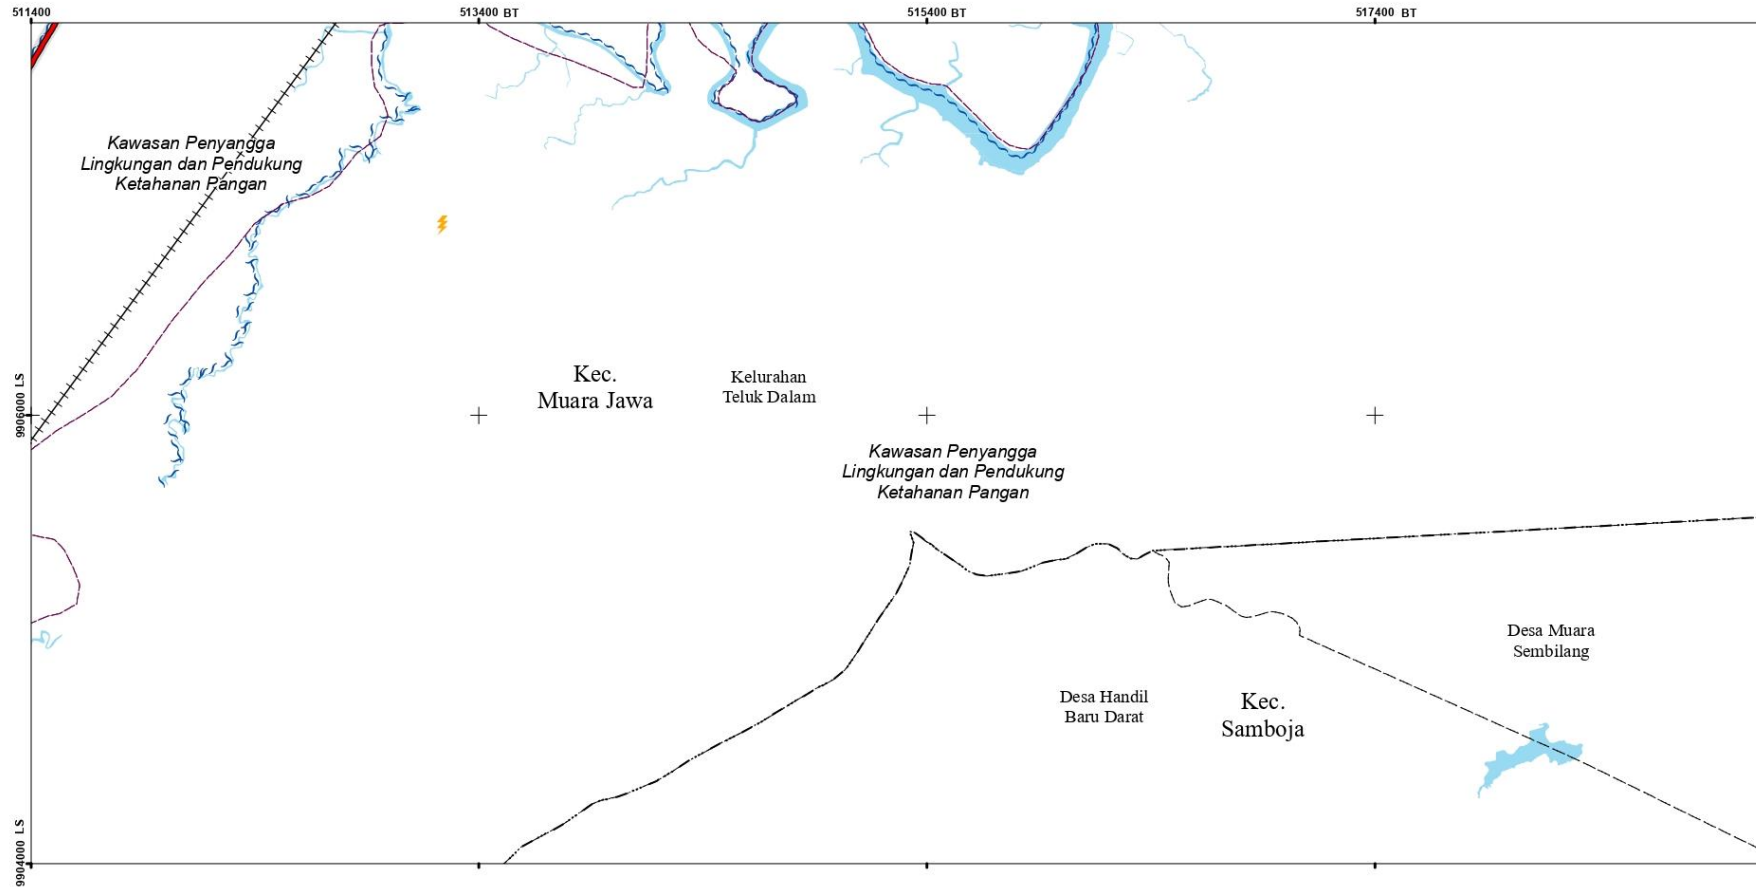 511400
513400 BT
515400 BT
517400 BT
Kawasan Penyangga
Lingkungan dan Pendukung
Ketahanan Pangan
Kec.
Muara Jawa
Kelurahan
Teluk Dalam
9906000 LS
Kawasan Penyangga
Lingkungan dan Pendukung
Ketahanan Pangan
Desa Muara
Sembilang
Desa Handil
Baru Darat
Kec.
Samboja
9904000 LS